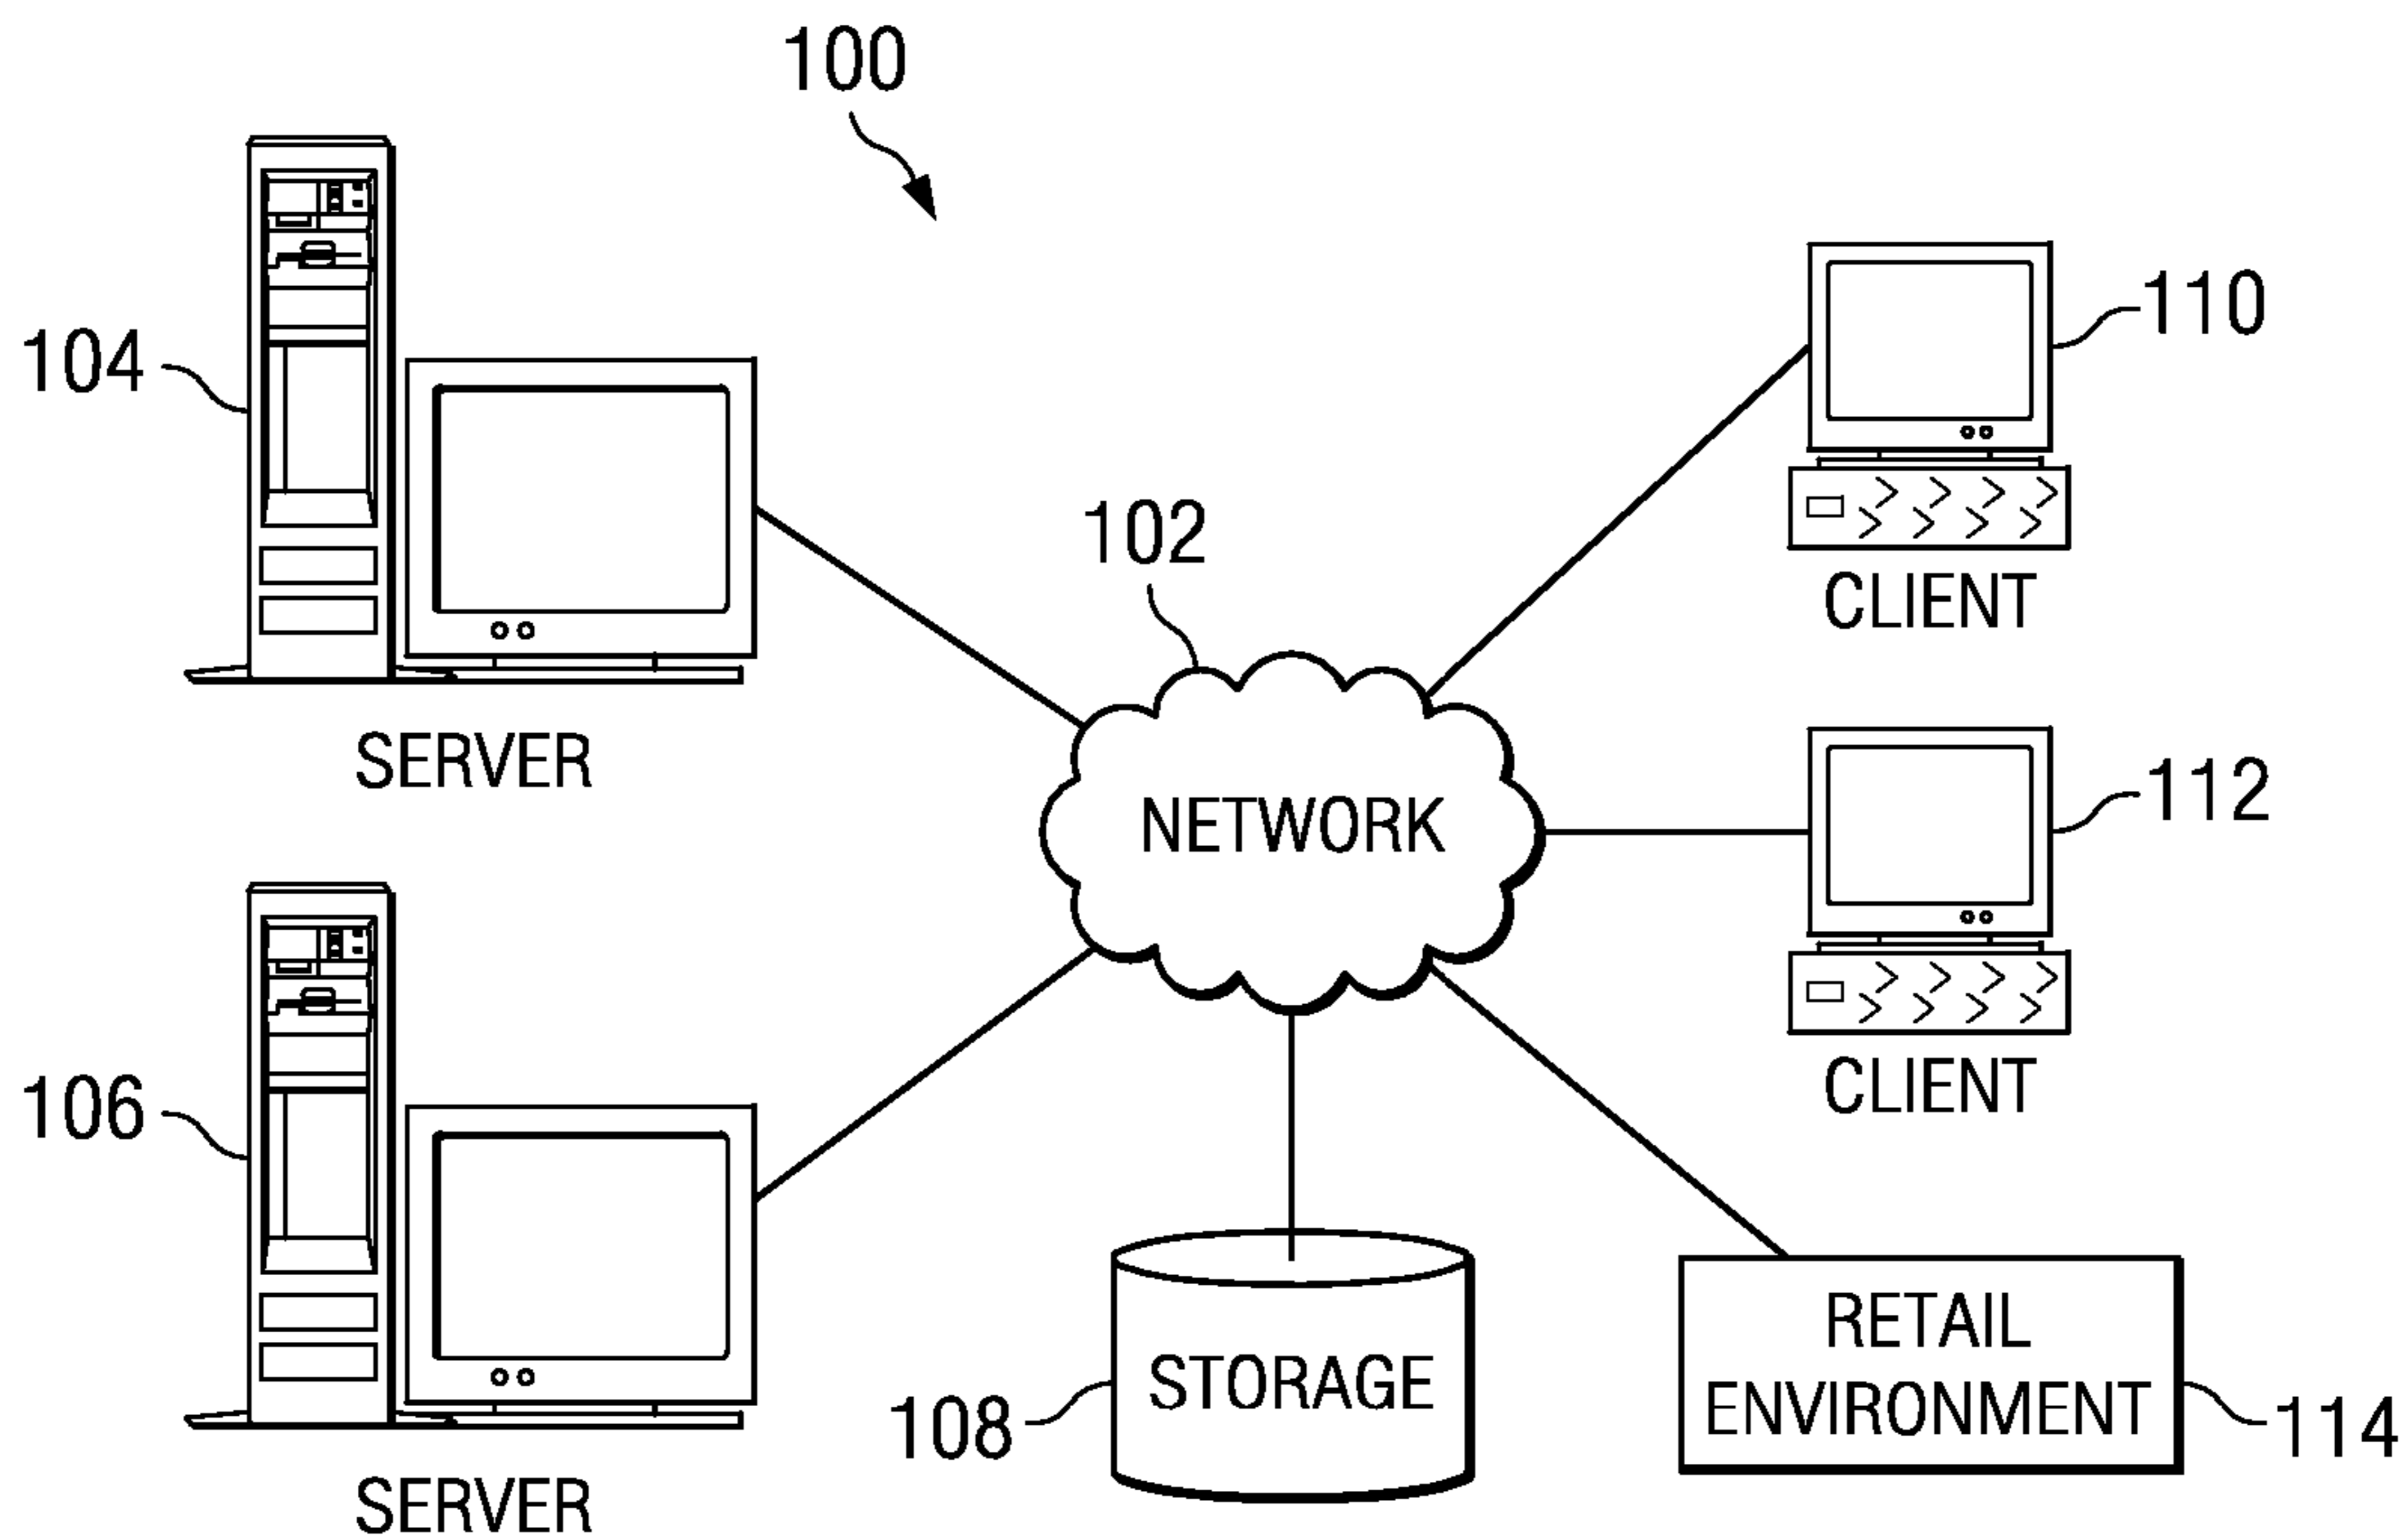 100
104
110
102
CLIENT
SERVER
112
NETWORK
106
CLIENT
RETAIL
ENVIRONMENT
STORAGE
108
114
SERVER